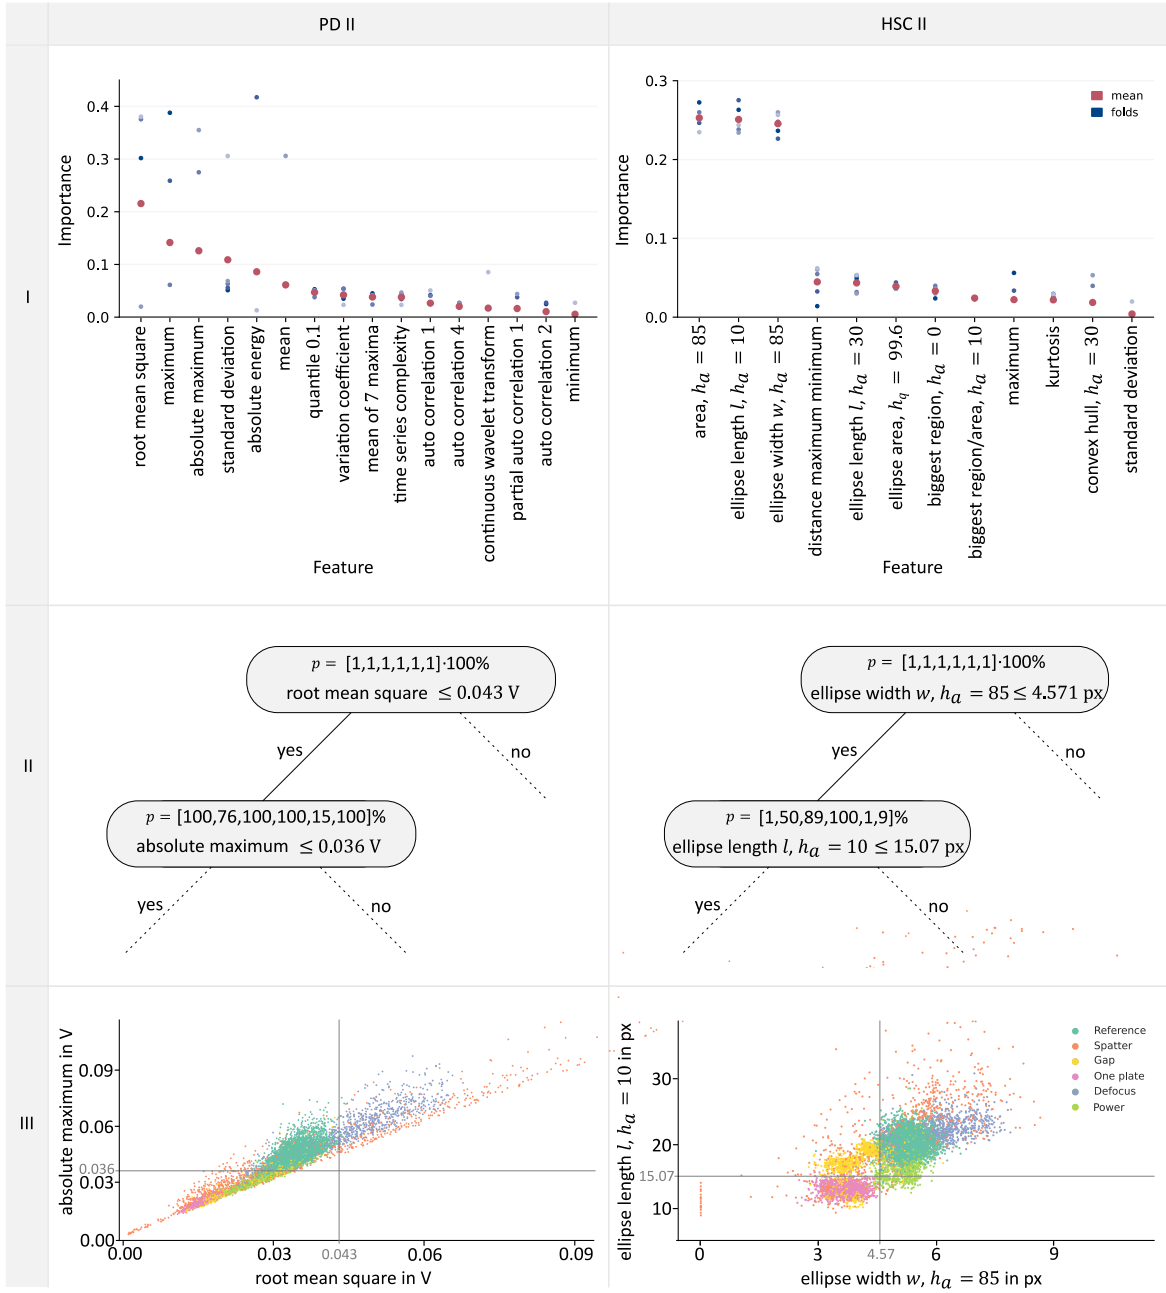 PD II
HSC II
I
Importance
0.4
0.3
0.2
0.1
0.0
root mean square
maximum
absolute maximum
standard deviation
absolute energy
mean
quantile 0.1
variation coefficient
mean of 7 maxima
time series complexity
auto correlation 1
auto correlation 4
continuous wavelet transform
partial auto correlation 1
auto correlation 2
minimum
Feature
Importance
0.3
0.2
0.1
0.0
mean
folds
area, hₐ = 85
ellipse length l, hₐ = 10
ellipse width w, hₐ = 85
distance maximum minimum
ellipse length l, hₐ = 30
ellipse area, h_q = 99.6
biggest region, hₐ = 0
biggest region/area, hₐ = 10
maximum
kurtosis
convex hull, hₐ = 30
standard deviation
Feature
II
p = [1,1,1,1,1,1]·100%
root mean square ≤ 0.043 V
yes
no
p = [100,76,100,100,15,100]%
absolute maximum ≤ 0.036 V
yes
no
p = [1,1,1,1,1,1]·100%
ellipse width w, hₐ = 85 ≤ 4.571 px
yes
no
p = [1,50,89,100,1,9]%
ellipse length l, hₐ = 10 ≤ 15.07 px
yes
no
III
absolute maximum in V
0.09
0.06
0.036
0.03
0.00
0.00
0.03
0.043
0.06
0.09
root mean square in V
ellipse length l, hₐ = 10 in px
30
20
15.07
10
0
3
4.57
6
9
ellipse width w, hₐ = 85 in px
Reference
Spatter
Gap
One plate
Defocus
Power